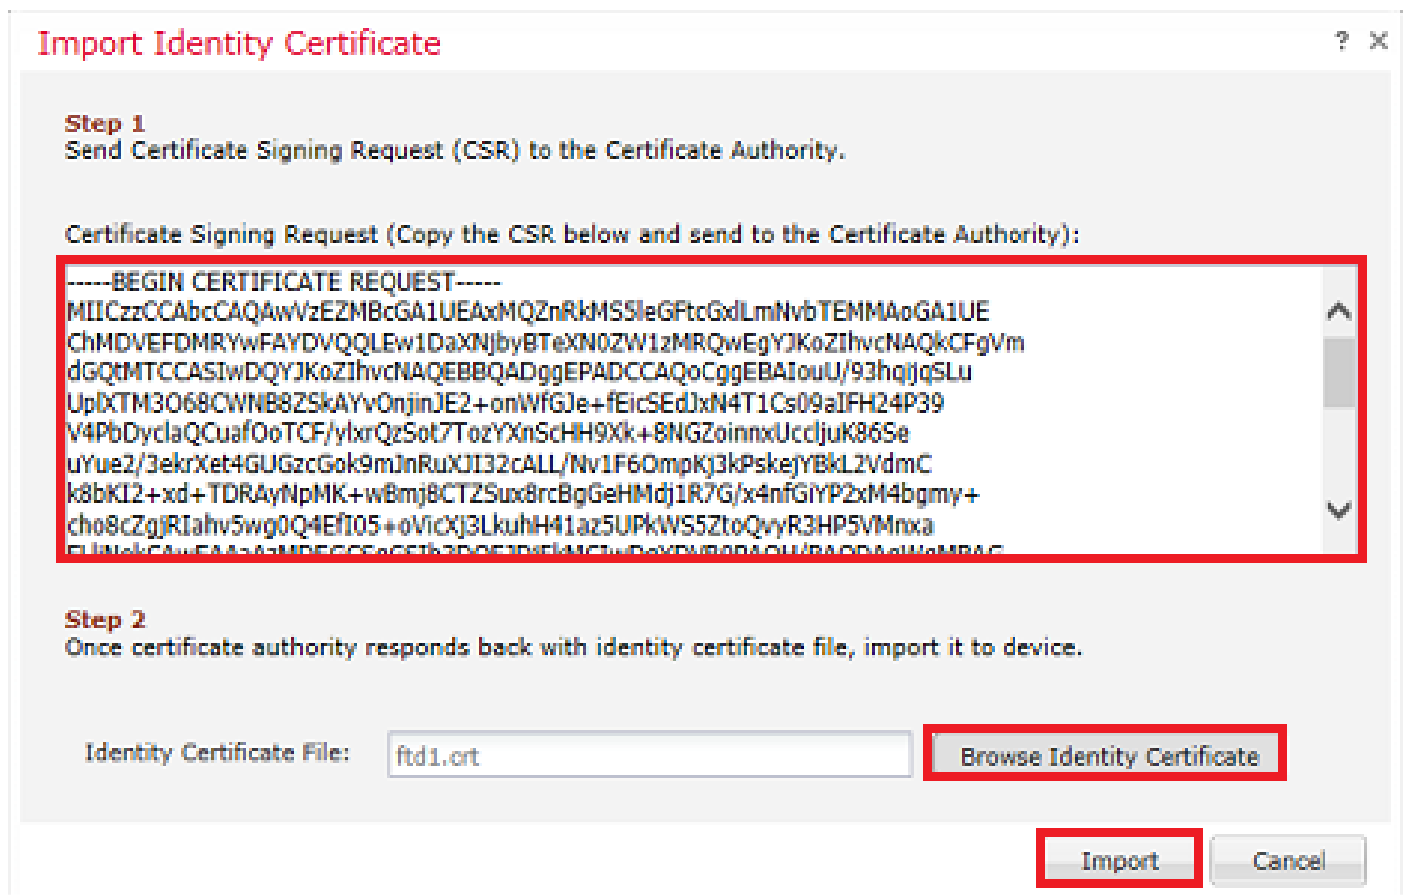 Import Identity Certificate
? ×
Step 1
Send Certificate Signing Request (CSR) to the Certificate Authority.
Certificate Signing Request (Copy the CSR below and send to the Certificate Authority):
-----BEGIN CERTIFICATE REQUEST-----
MIICzzCCAbcCAQAwVzEZMBcGA1UEAxMQZnRkMS5leGFtcGxlLmNvbTEMMAoGA1UE
ChMDVEFDMRYwFAYDVQQLEw1DaXNjbyBTeXN0ZW1zMRQwEgYJKoZIhvcNAQkCFgVm
dGQtMTCCASIwDQYJKoZIhvcNAQEBBQADggEPADCCAQoCggEBAIouU/93hqijqSLu
UplXTM3O68CWNB8ZSkAYvOnjinJE2+onWfGJe+fEicSEdJxN4T1Cs09aIFH24P39
V4PbDyclaQCuafOoTCF/ylxrQzSot7TozYXnScHH9Xk+8NGZoinnxUccljuK86Se
uYue2/3ekrXet4GUGzcGok9mJnRuXJI32cALL/Nv1F6OmpKj3kPskejYBkL2VdmC
k8bKI2+xd+TDRAyNpMK+wBmj8CTZSux8rcBgGeHMdj1R7G/x4nfGiYP2xM4bgmy+
cho8cZgjRIahv5wg0Q4EfI05+oVicXj3LkuhH41az5UPkWS5ZtoQvyR3HP5VMnxa
Step 2
Once certificate authority responds back with identity certificate file, import it to device.
Identity Certificate File:
ftd1.crt
Browse Identity Certificate
Import
Cancel